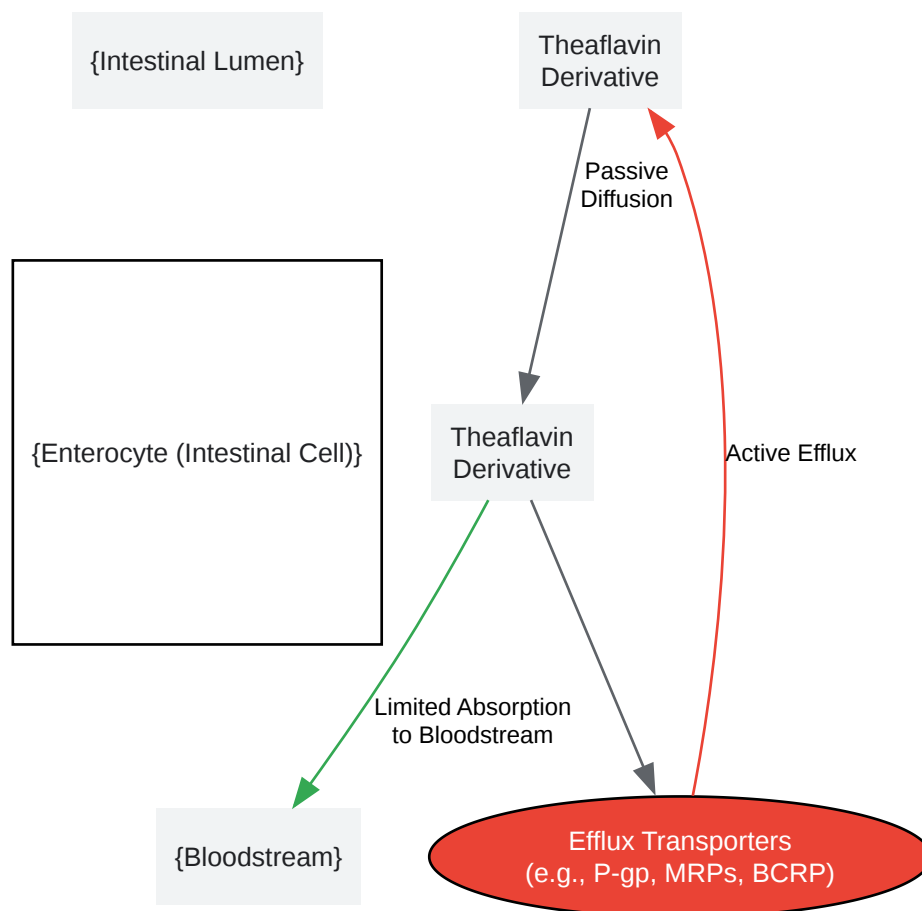 {Intestinal Lumen}
Theaflavin
Derivative
Passive
Diffusion
{Enterocyte (Intestinal Cell)}
Theaflavin
Derivative
Active Efflux
Limited Absorption
to Bloodstream
{Bloodstream}
Efflux Transporters
(e.g., P-gp, MRPs, BCRP)